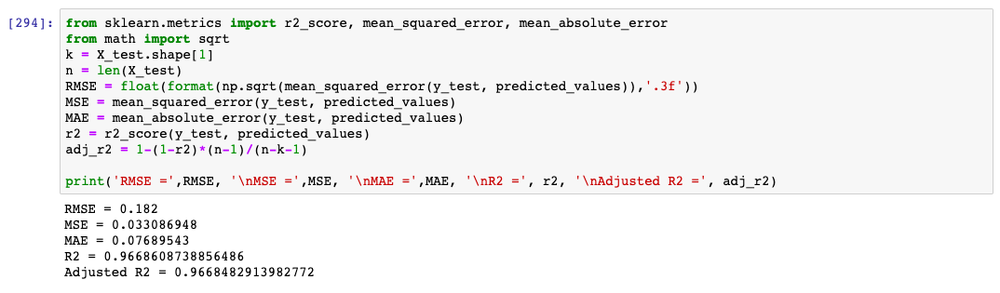 [294]: from sklearn.metrics import r2_score, mean_squared_error, mean_absolute_error
from math import sqrt
k = X_test.shape[1]
n = len(X_test)
RMSE = float(format(np.sqrt(mean_squared_error(y_test, predicted_values)),'.3f'))
MSE = mean_squared_error(y_test, predicted_values)
MAE = mean_absolute_error(y_test, predicted_values)
r2 = r2_score(y_test, predicted_values)
adj_r2 = 1-(1-r2)*(n-1)/(n-k-1)
print('RMSE =',RMSE, '\nMSE =',MSE, '\nMAE =',MAE, '\nR2 =', r2, '\nAdjusted R2 =', adj_r2)
RMSE = 0.182
MSE = 0.033086948
MAE = 0.07689543
R2 = 0.9668608738856486
Adjusted R2 = 0.9668482913982772